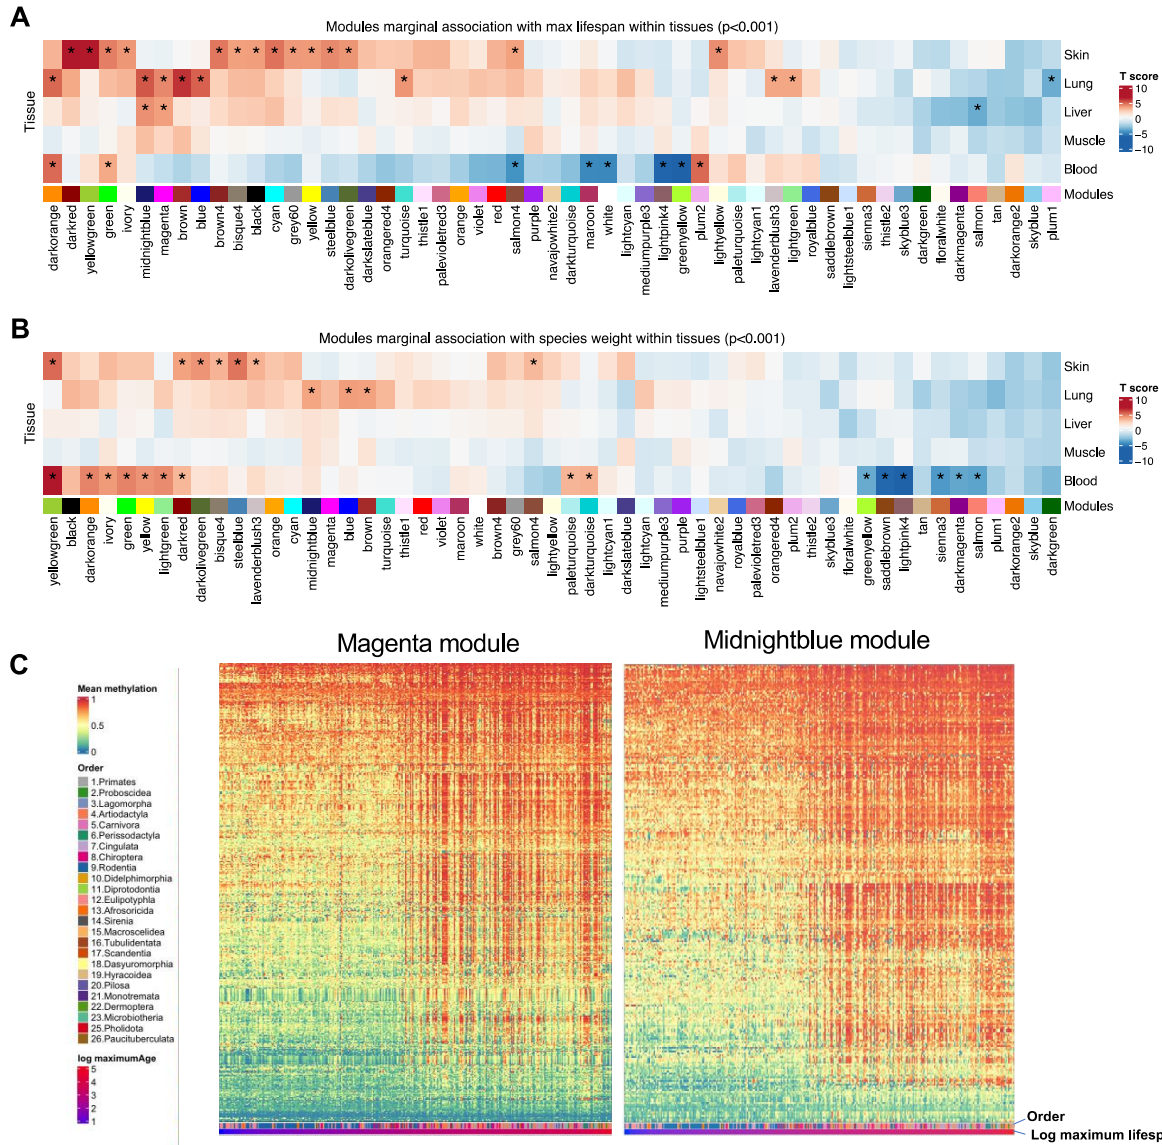 A
Modules marginal association with max lifespan within tissues (p<0.001)
Tissue
Skin
Lung
Liver
Muscle
Blood
Modules
T score
10
5
0
−5
−10
darkorange
darkred
yellowgreen
green
ivory
midnightblue
magenta
brown
blue
brown4
bisque4
black
cyan
grey60
yellow
steelblue
darkolivegreen
darkslateblue
orangered4
turquoise
thistle1
palevioletred3
orange
violet
red
salmon4
purple
navajowhite2
darkturquoise
maroon
white
lightcyan
mediumpurple3
lightpink4
greenyellow
plum2
lightyellow
paleturquoise
lightcyan1
lavenderblush3
lightgreen
royalblue
saddlebrown
lightsteelblue1
sienna3
thistle2
skyblue3
darkgreen
floralwhite
darkmagenta
salmon
tan
darkorange2
skyblue
plum1
B
Modules marginal association with species weight within tissues (p<0.001)
Tissue
Skin
Lung
Liver
Muscle
Blood
Modules
T score
10
5
0
−5
−10
yellowgreen
black
darkorange
ivory
green
yellow
lightgreen
darkred
darkolivegreen
bisque4
steelblue
lavenderblush3
orange
cyan
midnightblue
magenta
blue
brown
turquoise
thistle1
red
violet
maroon
white
brown4
grey60
salmon4
lightyellow
paleturquoise
darkturquoise
lightcyan1
darkslateblue
lightcyan
mediumpurple3
purple
lightsteelblue1
navajowhite2
royalblue
palevioletred3
orangered4
plum2
thistle2
skyblue3
floralwhite
greenyellow
saddlebrown
lightpink4
tan
sienna3
darkmagenta
salmon
plum1
darkorange2
skyblue
darkgreen
C
Magenta module
Midnightblue module
Mean methylation
1
0.5
0
Order
1.Primates
2.Proboscidea
3.Lagomorpha
4.Artiodactyla
5.Carnivora
6.Perissodactyla
7.Cingulata
8.Chiroptera
9.Rodentia
10.Didelphimorphia
11.Diprotodontia
12.Eulipotyphla
13.Afrosoricida
14.Sirenia
15.Macroscelidea
16.Tubulidentata
17.Scandentia
18.Dasyuromorphia
19.Hyracoidea
20.Pilosa
21.Monotremata
22.Dermoptera
23.Microbiotheria
25.Pholidota
26.Paucituberculata
log maximumAge
5
4
3
2
1
Order
Log maximum lifesp